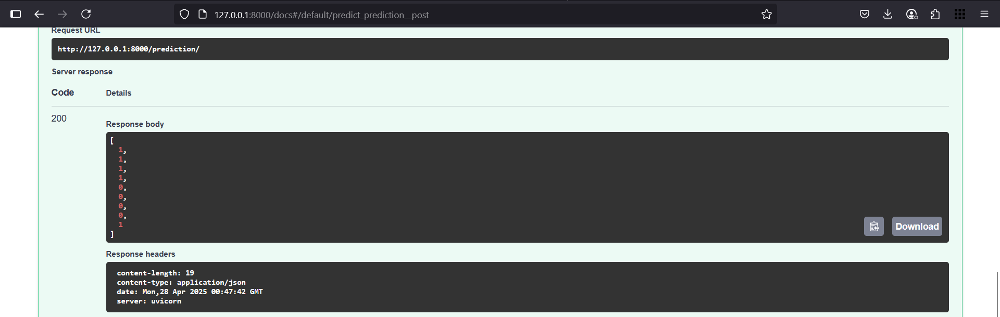 127.0.0.1:8000/docs#/default/predict_prediction__post
Request URL
http://127.0.0.1:8000/prediction/
Server response
Code Details
200
Response body
[
1,
1,
1,
1,
0,
0,
0,
0,
1
]
Download
Response headers
content-length: 19
content-type: application/json
date: Mon,28 Apr 2025 00:47:42 GMT
server: uvicorn